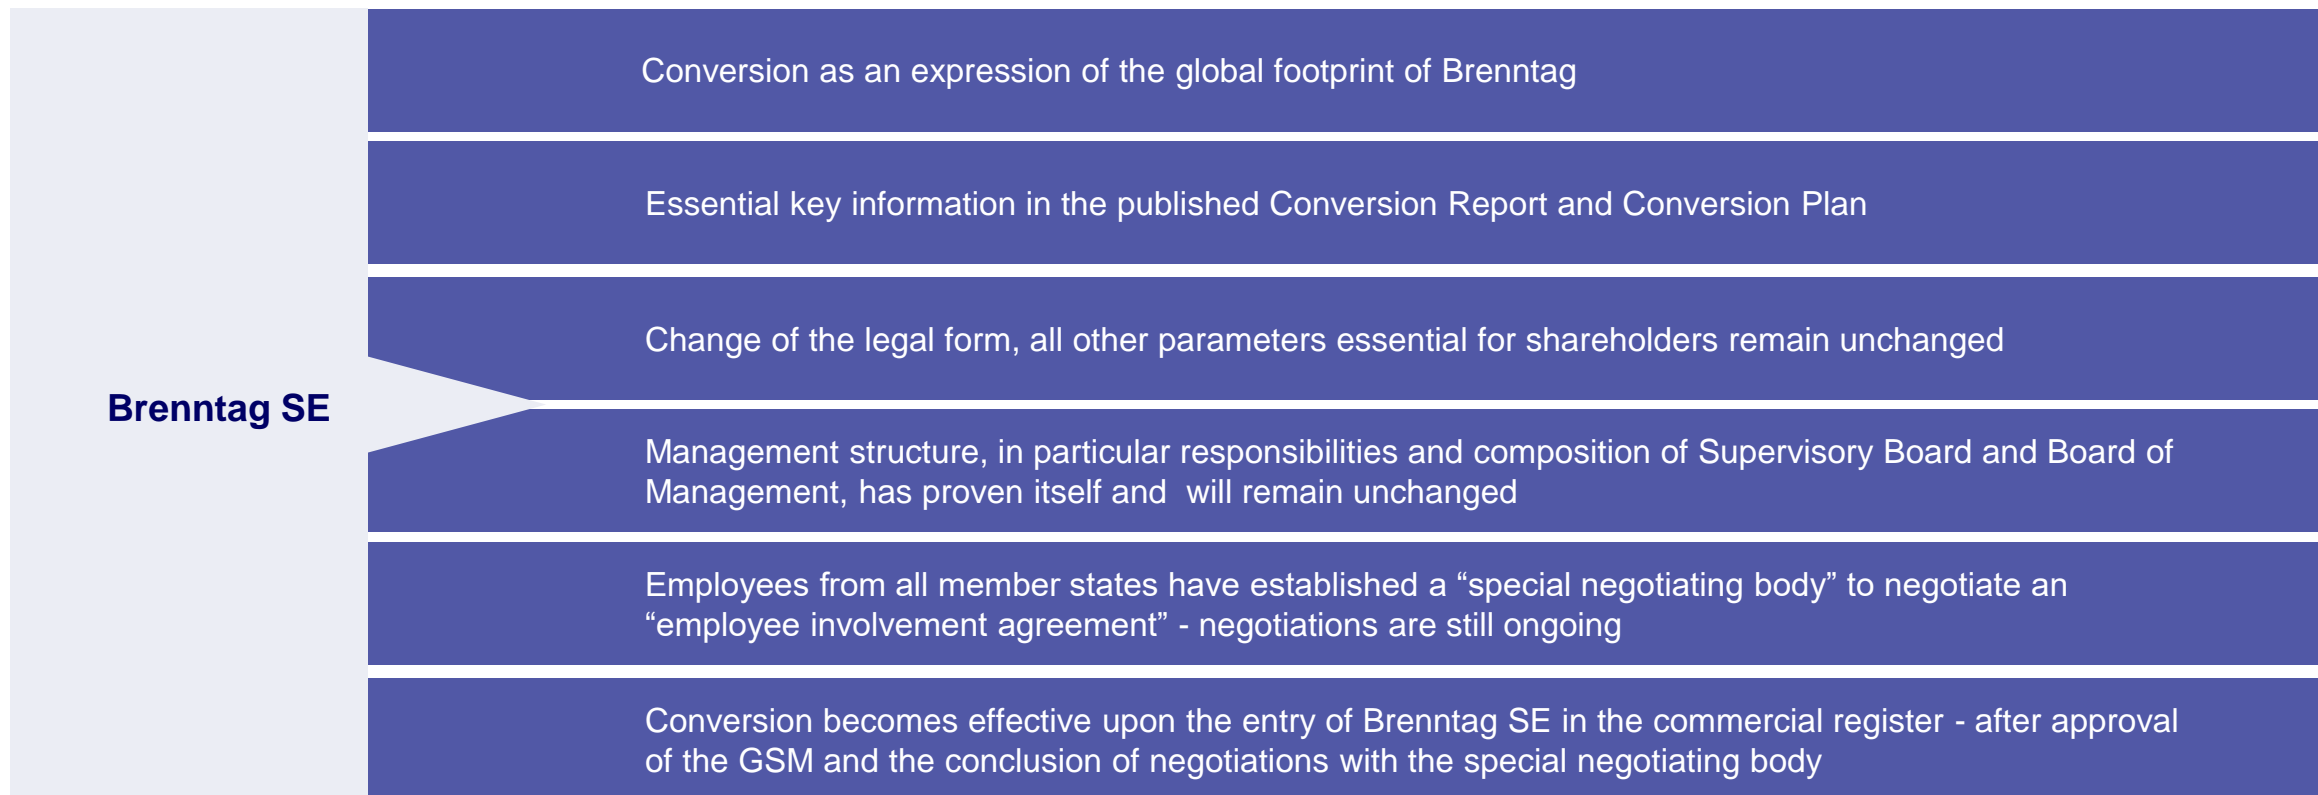 Brenntag SE
Conversion as an expression of the global footprint of Brenntag
Essential key information in the published Conversion Report and Conversion Plan
Change of the legal form, all other parameters essential for shareholders remain unchanged
Management structure, in particular responsibilities and composition of Supervisory Board and Board of
Management, has proven itself and  will remain unchanged
Employees from all member states have established a “special negotiating body” to negotiate an
“employee involvement agreement” - negotiations are still ongoing
Conversion becomes effective upon the entry of Brenntag SE in the commercial register - after approval
of the GSM and the conclusion of negotiations with the special negotiating body